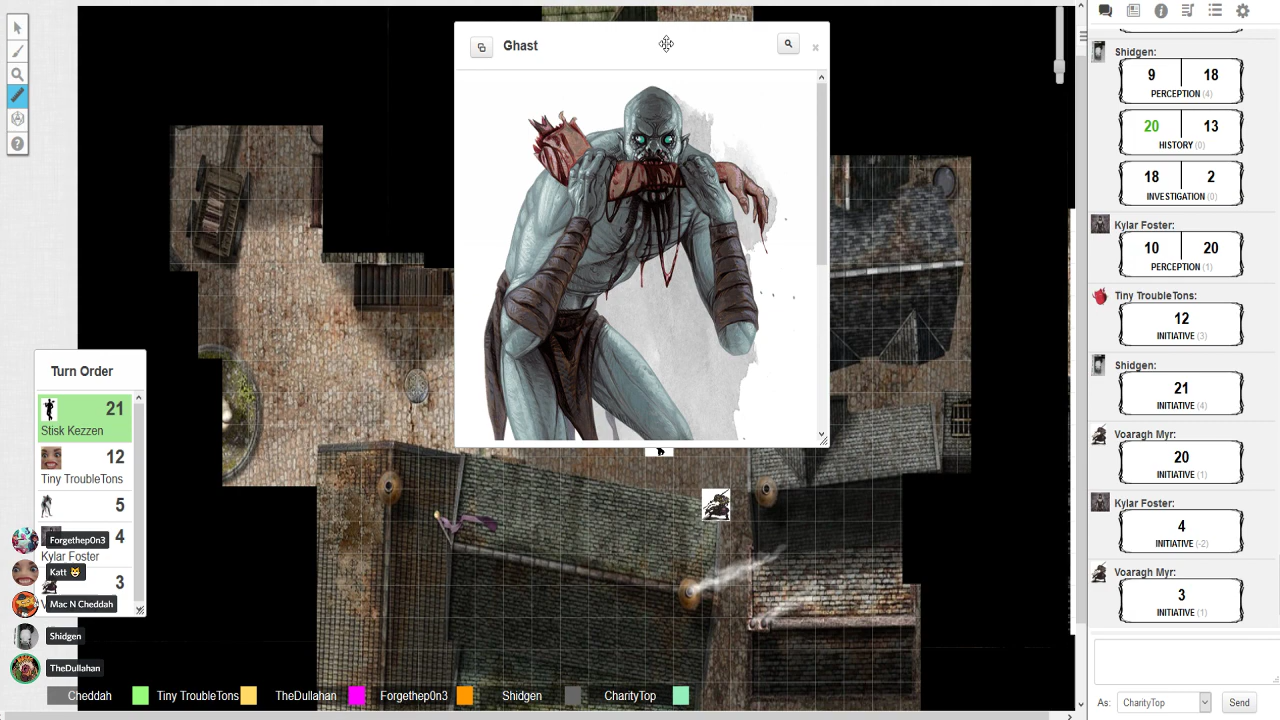 Ghast
Turn Order
21
Stisk Kezzen
12
Tiny TroubleTons
5
4
Kylar Foster
3
Forgethep0n3
Katt
Mac N Cheddah
Shidgen
TheDullahan
Cheddah
Tiny TroubleTons
TheDullahan
Forgethep0n3
Shidgen
CharityTop
Shidgen:
9 18
PERCEPTION (4)
20 13
HISTORY (0)
18 2
INVESTIGATION (0)
Kylar Foster:
10 20
PERCEPTION (1)
Tiny TroubleTons:
12
INITIATIVE (3)
Shidgen:
21
INITIATIVE (4)
Voaragh Myr:
20
INITIATIVE (1)
Kylar Foster:
4
INITIATIVE (-2)
Voaragh Myr:
3
INITIATIVE (1)
As: CharityTop Send